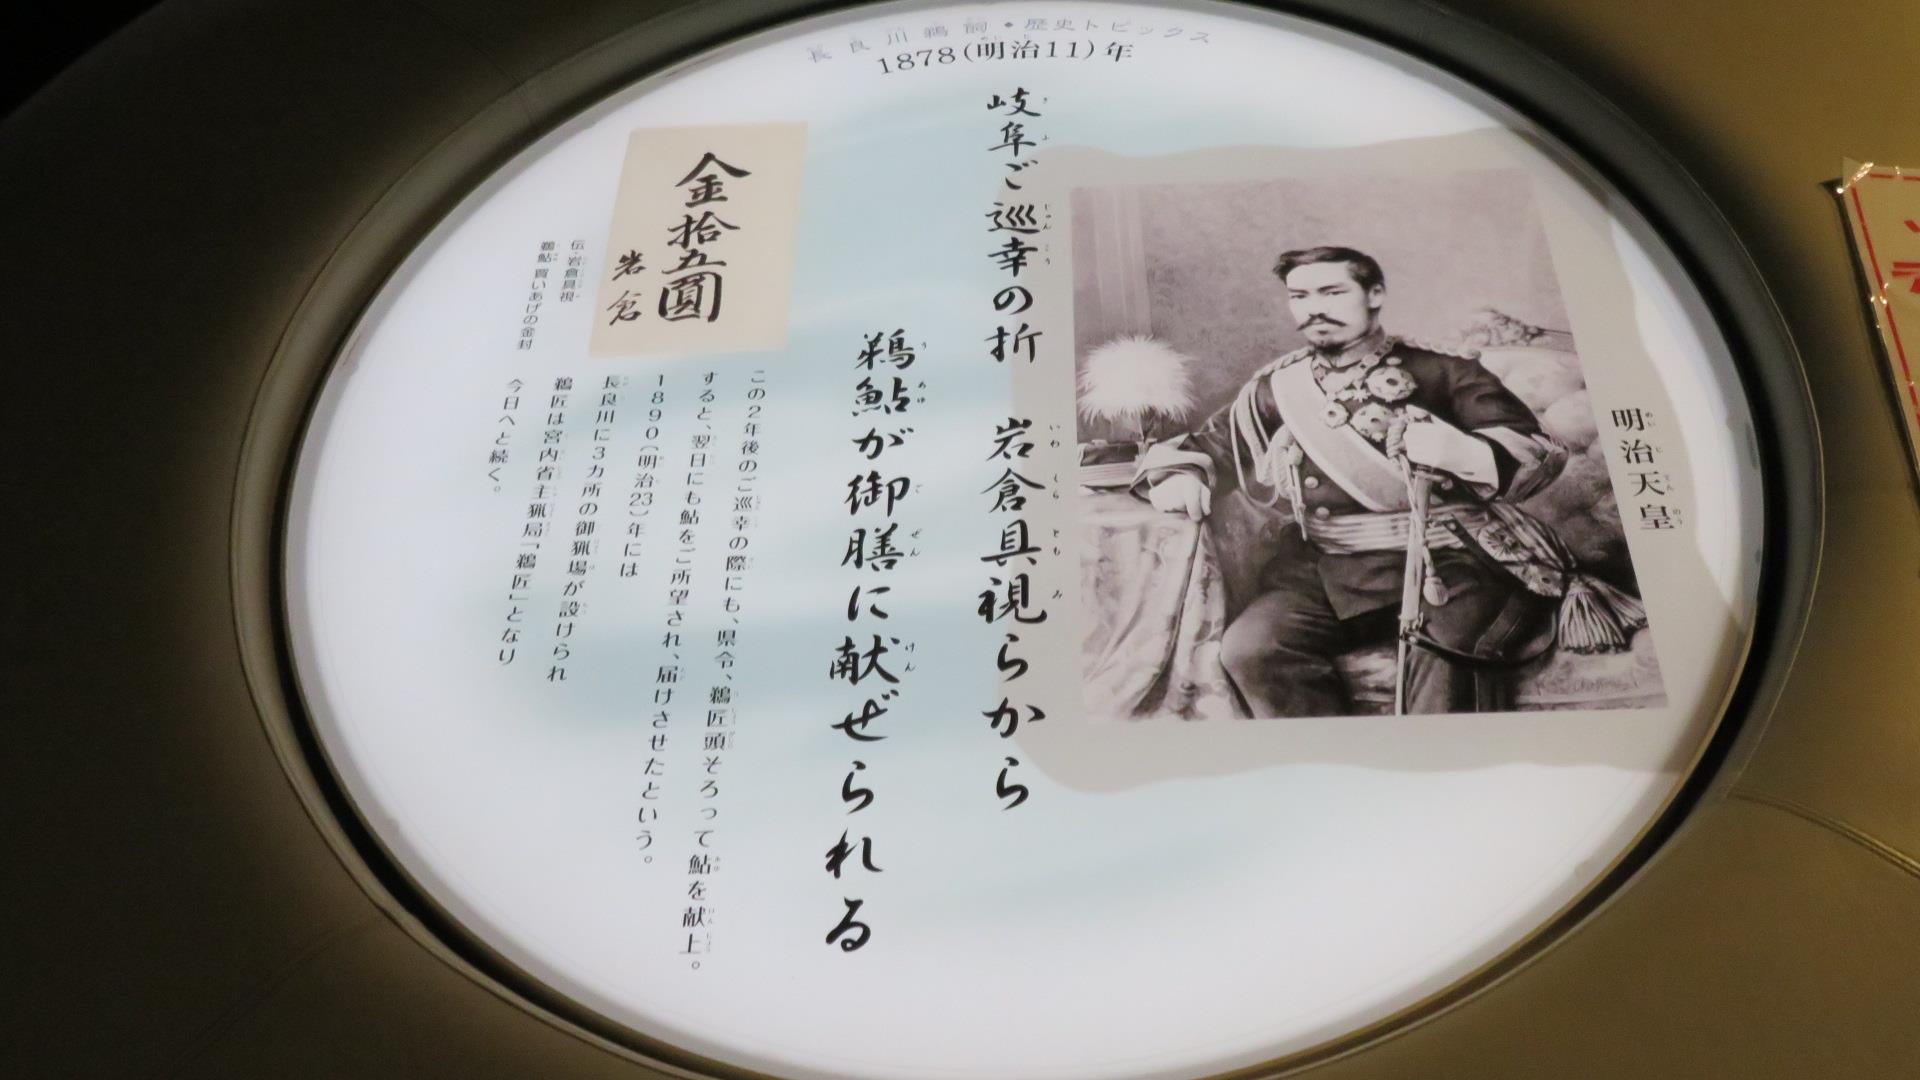 長良川鵜飼・歴史トピックス
1878(明治11)年
明治天皇
岐阜ご巡幸の折 岩倉具視らから
鵜鮎が御膳に献ぜられる
金拾五圓
岩倉
伝・岩倉具視
鵜鮎 買いあげの金封
この2年後のご巡幸の際にも、県令、鵜匠頭そろって鮎を献上。
すると、翌日にも鮎をご所望され、届けさせたという。
1890(明治23)年には
長良川に3カ所の御猟場が設けられ
鵜匠は宮内省主猟局「鵜匠」となり
今日へと続く。